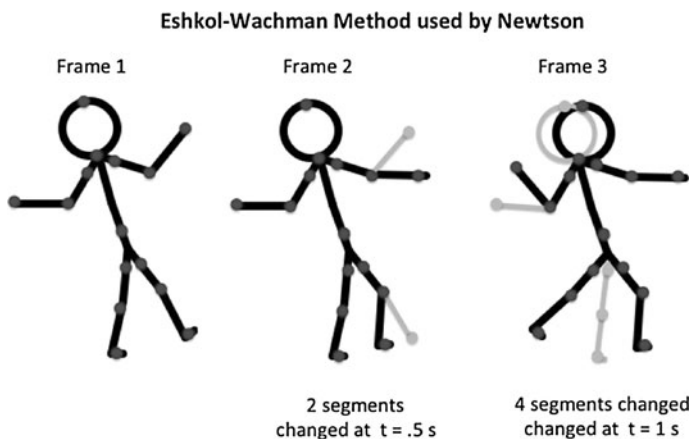 Eshkol-Wachman Method used by Newtson
Frame 1
Frame 2
Frame 3
2 segments
changed at t = .5 s
4 segments changed
changed at t = 1 s